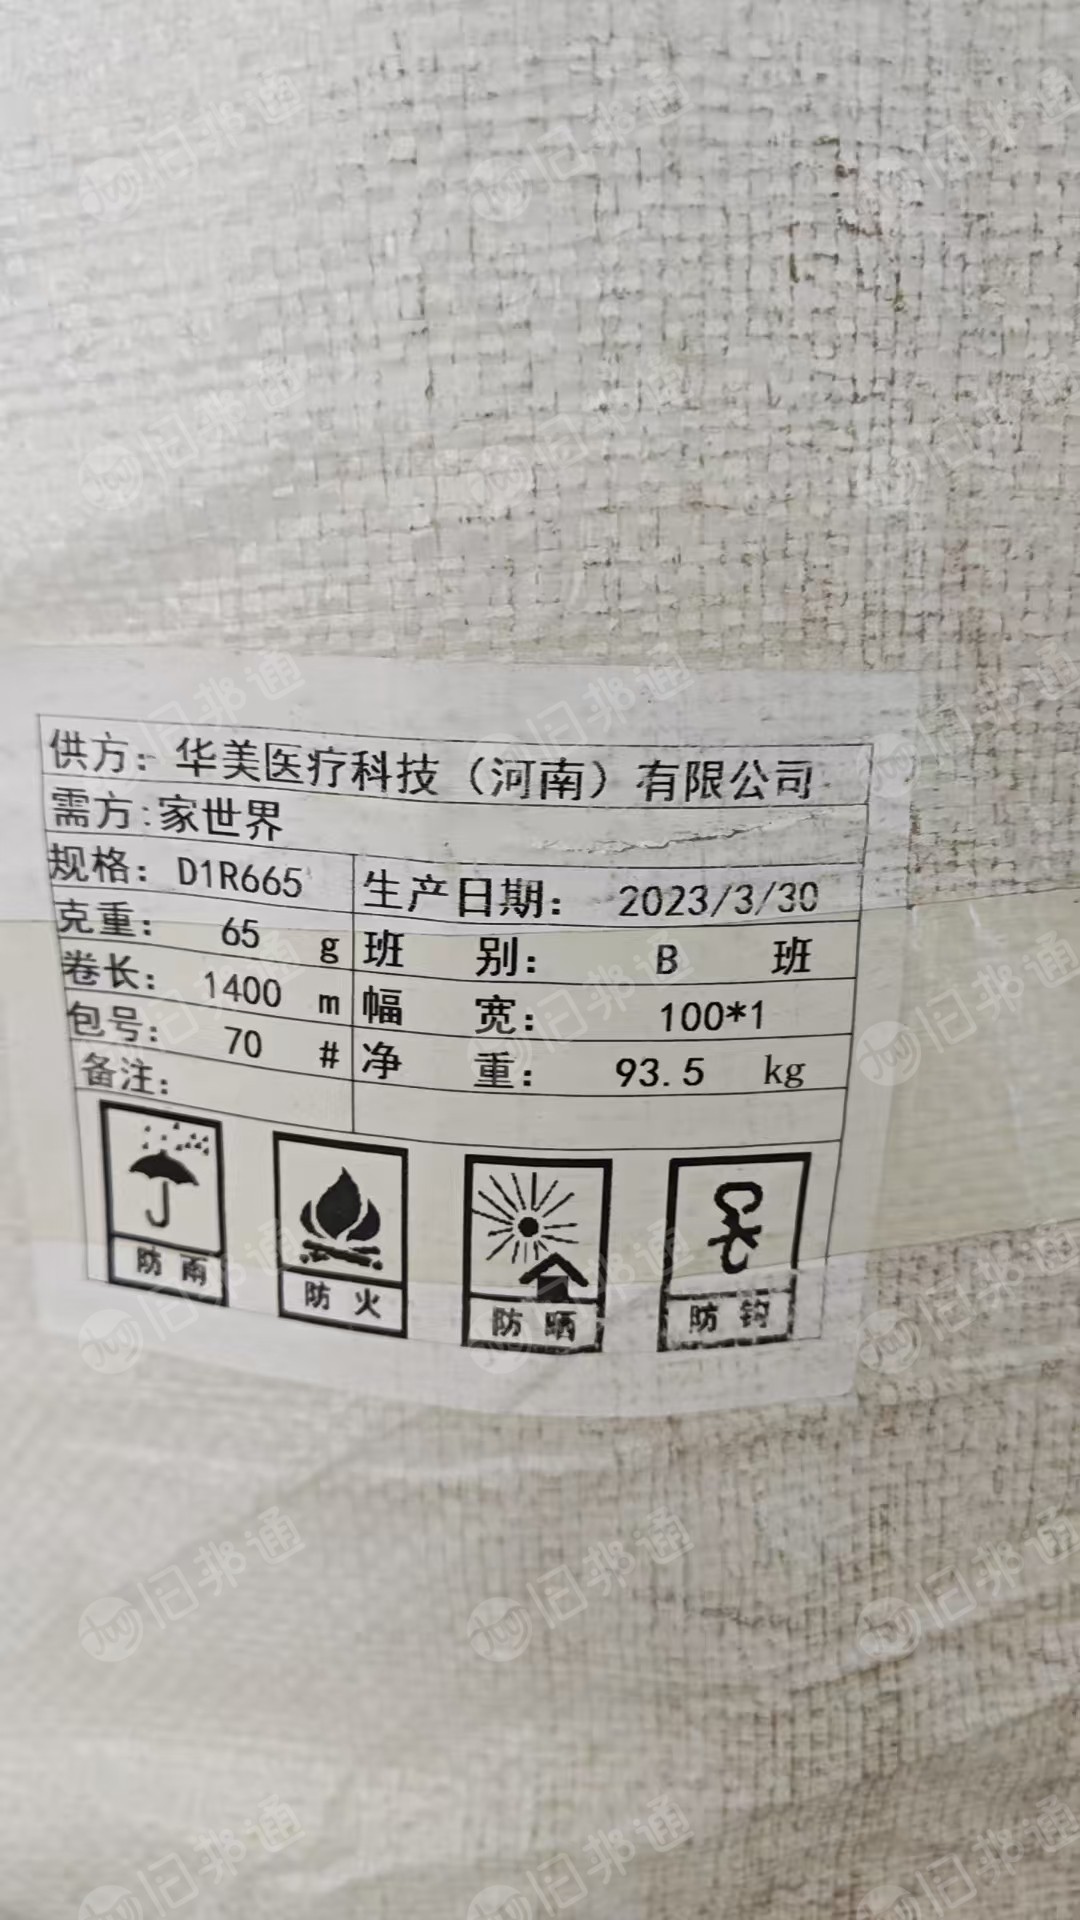 供方：华美医疗科技（河南）有限公司
需方:家世界
规格：D1R665 生产日期：2023/3/30
克重：65 g 班 别：B 班
卷长：1400 m 幅 宽：100*1
包号：70 # 净 重：93.5 kg
备注：
防 雨 防 火 防 晒 防 钩
旧邦通